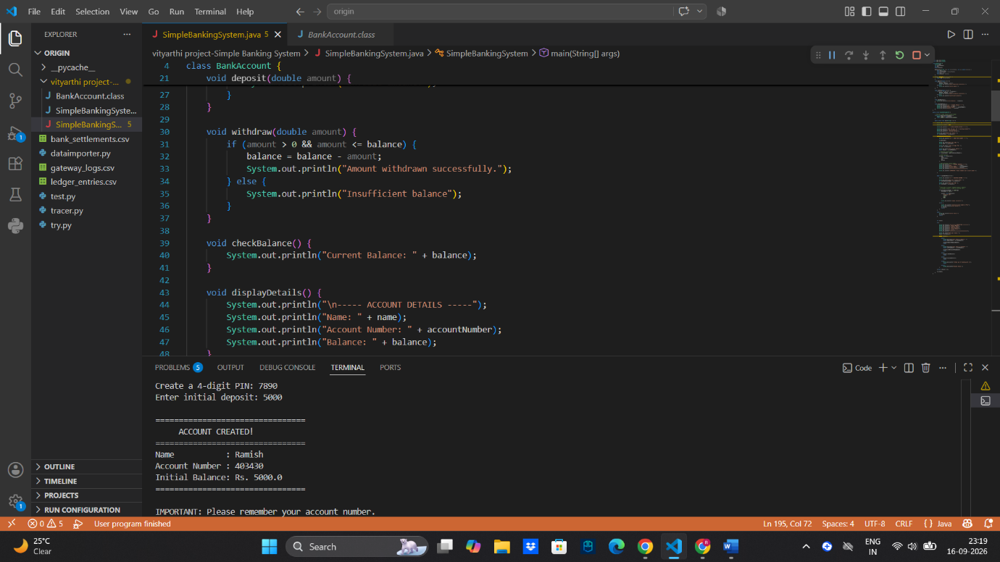 File Edit Selection View Go Run Terminal Help
origin
EXPLORER
SimpleBankingSystem.java 5
BankAccount.class
ORIGIN
__pycache__
vityarthi project-...
BankAccount.class
SimpleBankingSyste...
SimpleBankingS... 5
bank_settlements.csv
dataimporter.py
gateway_logs.csv
ledger_entries.csv
test.py
tracer.py
try.py
OUTLINE
TIMELINE
PROJECTS
RUN CONFIGURATION
vityarthi project-Simple Banking System > SimpleBankingSystem.java > SimpleBankingSystem > main(String[] args)
4 class BankAccount {
21 void deposit(double amount) {
27 }
28 }
29
30 void withdraw(double amount) {
31 if (amount > 0 && amount <= balance) {
32 balance = balance - amount;
33 System.out.println("Amount withdrawn successfully.");
34 } else {
35 System.out.println("Insufficient balance");
36 }
37 }
38
39 void checkBalance() {
40 System.out.println("Current Balance: " + balance);
41 }
42
43 void displayDetails() {
44 System.out.println("\n----- ACCOUNT DETAILS -----");
45 System.out.println("Name: " + name);
46 System.out.println("Account Number: " + accountNumber);
47 System.out.println("Balance: " + balance);
48 }
PROBLEMS 5 OUTPUT DEBUG CONSOLE TERMINAL PORTS
Code
Create a 4-digit PIN: 7890
Enter initial deposit: 5000
================================
ACCOUNT CREATED!
================================
Name : Ramish
Account Number : 403430
Initial Balance: Rs. 5000.0
================================
IMPORTANT: Please remember your account number.
1
1
0 5 User program finished
Ln 195, Col 72 Spaces: 4 UTF-8 CRLF {} Java
25°C
Clear
Search
ENG
IN
23:19
16-09-2026